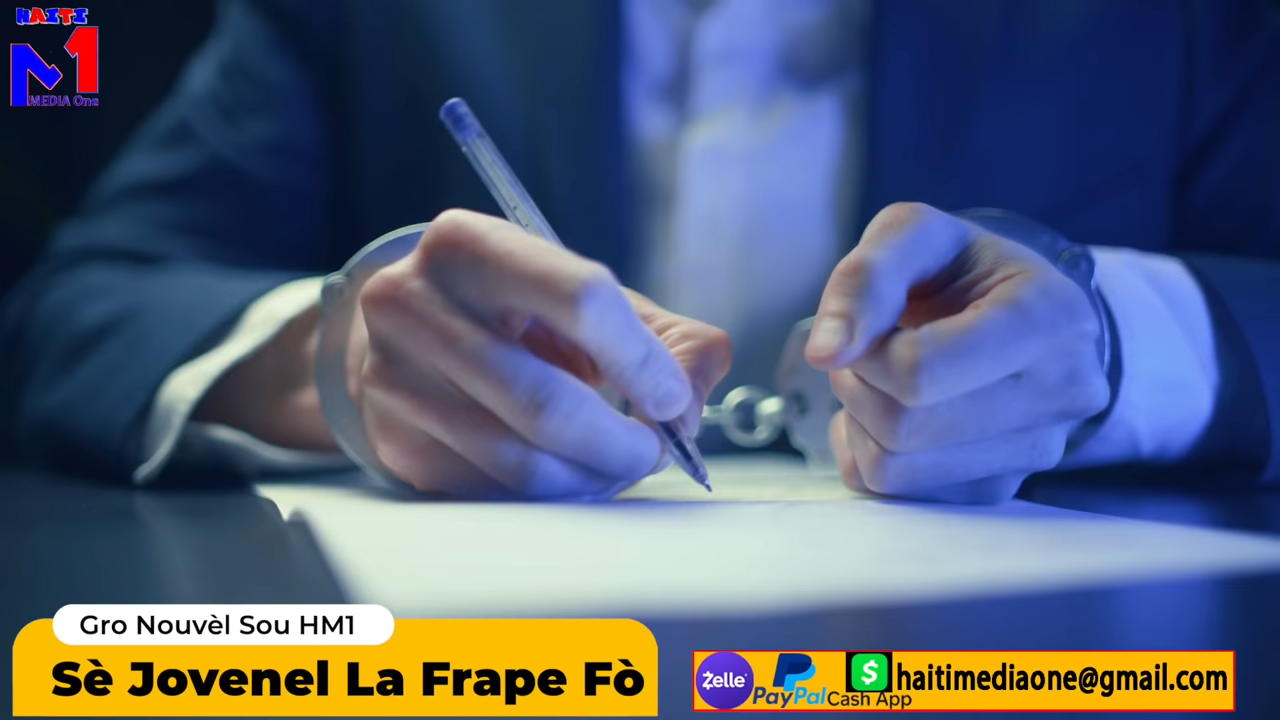 HAITI
M1
MEDIA One
Gro Nouvèl Sou HM1
Sè Jovenel La Frape Fò
Zelle
PayPal
Cash App
$
haitimediaone@gmail.com